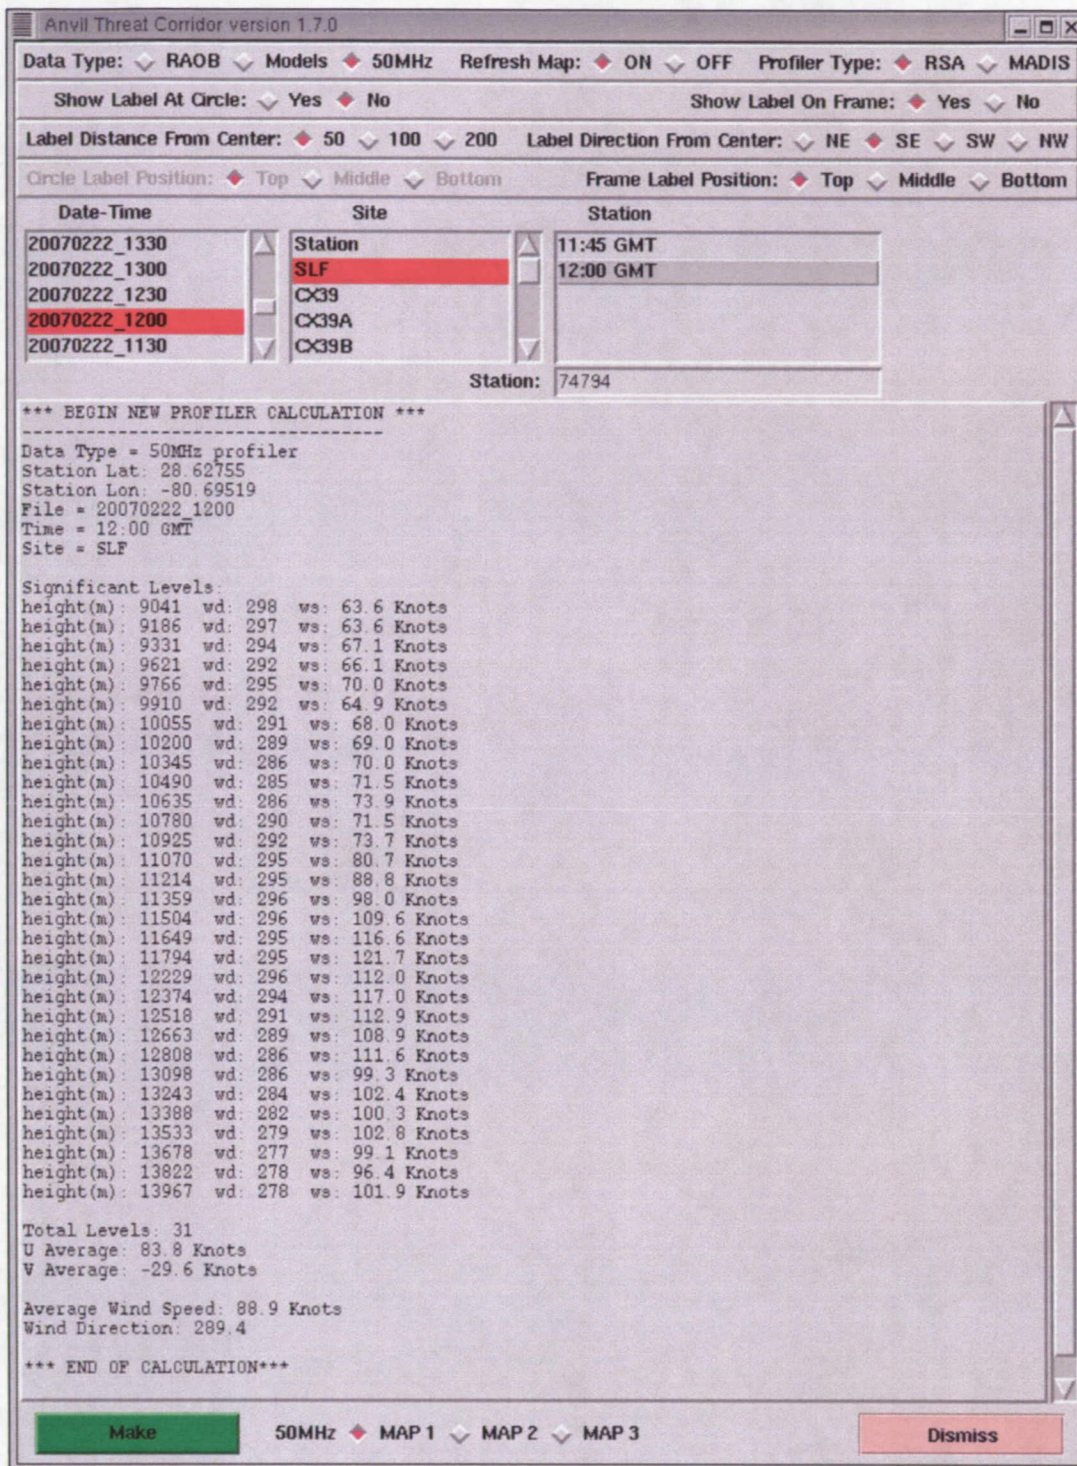 Anvil Threat Corridor version 1.7.0
Data Type: RAOB Models 50MHz Refresh Map: ON OFF Profiler Type: RSA MADIS
Show Label At Circle: Yes No Show Label On Frame: Yes No
Label Distance From Center: 50 100 200 Label Direction From Center: NE SE SW NW
Circle Label Position: Top Middle Bottom Frame Label Position: Top Middle Bottom
Date-Time Site Station
20070222_1330 Station 11:45 GMT
20070222_1300 SLF 12:00 GMT
20070222_1230 CX39
20070222_1200 CX39A
20070222_1130 CX39B
Station: 74794
*** BEGIN NEW PROFILER CALCULATION ***
-----------------------------------
Data Type = 50MHz profiler
Station Lat: 28.62755
Station Lon: -80.69519
File = 20070222_1200
Time = 12:00 GMT
Site = SLF
Significant Levels:
height(m): 9041 wd: 298 ws: 63.6 Knots
height(m): 9186 wd: 297 ws: 63.6 Knots
height(m): 9331 wd: 294 ws: 67.1 Knots
height(m): 9621 wd: 292 ws: 66.1 Knots
height(m): 9766 wd: 295 ws: 70.0 Knots
height(m): 9910 wd: 292 ws: 64.9 Knots
height(m): 10055 wd: 291 ws: 68.0 Knots
height(m): 10200 wd: 289 ws: 69.0 Knots
height(m): 10345 wd: 286 ws: 70.0 Knots
height(m): 10490 wd: 285 ws: 71.5 Knots
height(m): 10635 wd: 286 ws: 73.9 Knots
height(m): 10780 wd: 290 ws: 71.5 Knots
height(m): 10925 wd: 292 ws: 73.7 Knots
height(m): 11070 wd: 295 ws: 80.7 Knots
height(m): 11214 wd: 295 ws: 88.8 Knots
height(m): 11359 wd: 296 ws: 98.0 Knots
height(m): 11504 wd: 296 ws: 109.6 Knots
height(m): 11649 wd: 295 ws: 116.6 Knots
height(m): 11794 wd: 295 ws: 121.7 Knots
height(m): 12229 wd: 296 ws: 112.0 Knots
height(m): 12374 wd: 294 ws: 117.0 Knots
height(m): 12518 wd: 291 ws: 112.9 Knots
height(m): 12663 wd: 289 ws: 108.9 Knots
height(m): 12808 wd: 286 ws: 111.6 Knots
height(m): 13098 wd: 286 ws: 99.3 Knots
height(m): 13243 wd: 284 ws: 102.4 Knots
height(m): 13388 wd: 282 ws: 100.3 Knots
height(m): 13533 wd: 279 ws: 102.8 Knots
height(m): 13678 wd: 277 ws: 99.1 Knots
height(m): 13822 wd: 278 ws: 96.4 Knots
height(m): 13967 wd: 278 ws: 101.9 Knots
Total Levels: 31
U Average: 83.8 Knots
V Average: -29.6 Knots
Average Wind Speed: 88.9 Knots
Wind Direction: 289.4
*** END OF CALCULATION***
Make 50MHz MAP 1 MAP 2 MAP 3 Dismiss